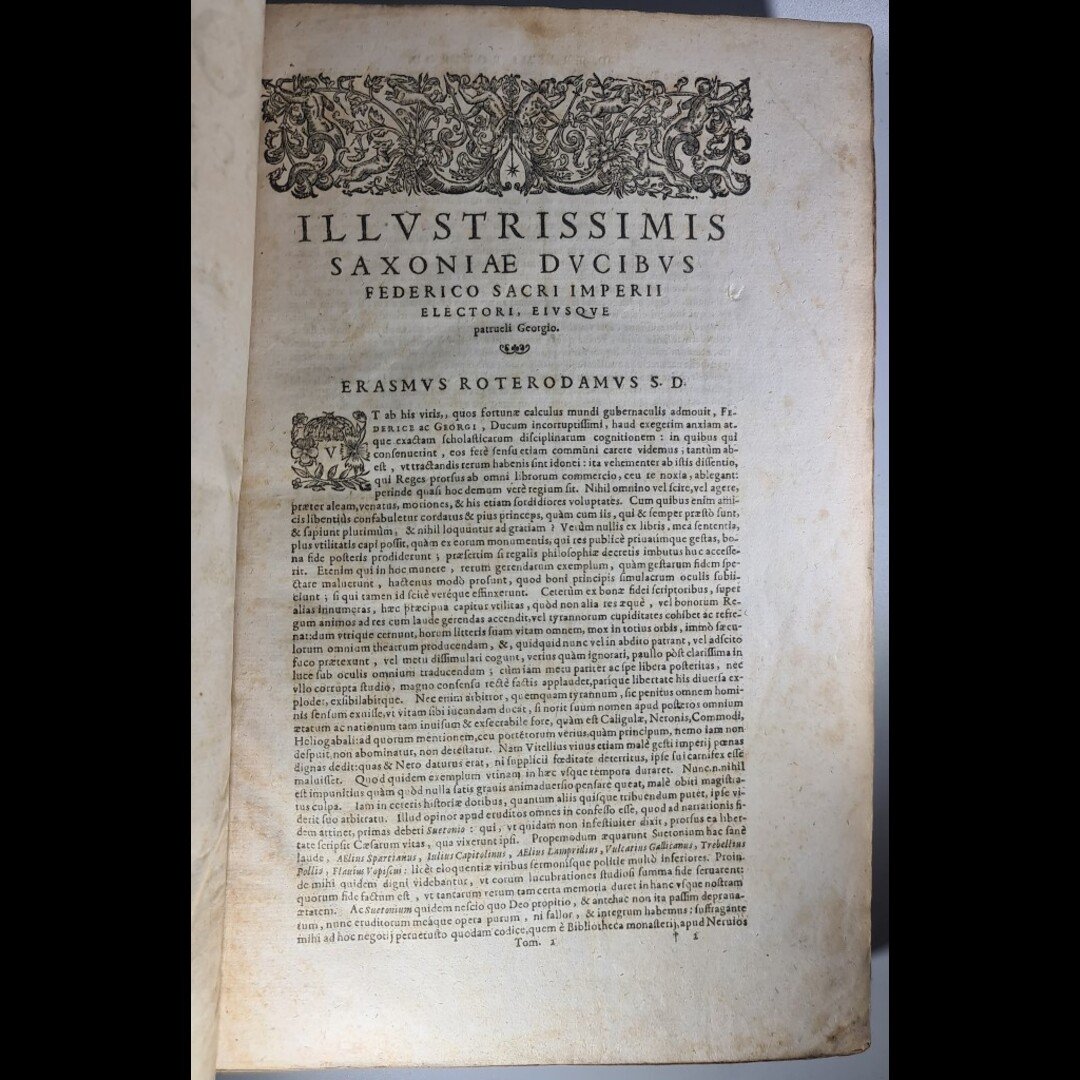 ILLVSTRISSIMIS
SAXONIAE DVCIBVS
FEDERICO SACRI IMPERII
ELECTORI, EIVSQVE
patrueli Georgio.
ERASMVS ROTERODAMVS S. D.
VT ab his viris,, quos fortunæ calculus mundi gubernaculis admouit, FE-
DERICE ac GEORGI, Ducum incorruptissimi, haud exegerim anxiam at-
que exactam scholasticarum disciplinarum cognitionem: in quibus qui
consenuerint, eos ferè sensu etiam communi carere videmus; tantùm ab-
est, vt tractandis rerum habenis sint idonei: ita vehementer ab istis dissentio,
qui Reges prorsus ab omni librorum commercio, ceu re noxia, ablegant:
perinde quasi hoc demum verè regium sit. Nihil omnino vel scire, vel agere,
præter aleam, venatus, moriones, & his etiam sordidiores voluptates. Cum quibus enim ami-
cis libentiùs confabuletur cordatus & pius princeps, quàm cum iis, qui & semper præstò sunt,
& sapiunt plurimùm, & nihil loquuntur ad gratiam? Verùm nullis ex libris, mea sententia,
plus vtilitatis capi possit, quàm ex eorum monumentis, qui res publicè priuatimque gestas, bo-
na fide posteris prodiderunt; præsertim si regalis philosophiæ decretis imbutus huc accesse-
rit. Etenim qui in hoc munere, rerum gerendarum exemplum, quàm gestarum fidem spe-
ctare maluerunt, hactenus modò prosunt, quod boni principis simulacrum oculis subii-
ciunt; si qui tamen id scitè veréque effinxerunt. Ceterùm ex bonæ fidei scriptoribus, super
alias innumeras, hæc præcipua capitur vtilitas, quòd non alia res æquè, vel bonorum Re-
gum animos ad res cum laude gerendas accendit, vel tyrannorum cupiditates cohibet ac refre-
nat: dum vtrique cernunt, horum litteris suam vitam omnem, mox in totius orbis, immò sæcu-
lorum omnium theatrum producendam, &, quidquid nunc vel in abdito patrant, vel adscito
fuco prætexunt, vel metu dissimulari cogunt, verius quàm ignorari, paullo pòst clarissima in
luce sub oculis omnium traducendum; cùm iam metu pariter ac spe libera posteritas, nec
vllo corrupta studio, magno consensu rectè factis applaudet, parique libertate his diuersa ex-
plodet, exsibilabitque. Nec enim arbitror, quemquam tyrannum, sic penitus omnem homi-
nis sensum exuisse, vt vitam sibi iucundam ducat, si norit suum nomen apud posteros omnium
ætatum ac nationum tam inuisum & exsecrabile fore, quàm est Caligulæ, Neronis, Commodi,
Heliogabali: ad quorum mentionem, ceu portētorum verius, quàm principum, nemo iam non
despuit, non abominatur, non detestatur. Nam Vitellius viuus etiam malè gesti imperij pœnas
dignas dedit: quas & Nero daturus erat, ni supplicii fœditate deterritus, ipse sui carnifex esse
maluisset. Quod quidem exemplum vtinam in hæc vsque tempora duraret. Nunc.n.nihil
est impunitius quàm quòd nulla satis grauis animaduersio pensare queat, malè obiti magistra-
tus culpa. Iam in ceteris historiæ dotibus, quantum aliis quisque tribuendum putēt, ipse vi-
derit suo arbitratu. Illud opinor apud eruditos omnes in confesso esse, quod ad narrationis fi-
dem attinet, primas deberi Suetonio: qui, vt quidam non infestiuiter dixit, prorsus ea liber-
tate scripsit Cæsarum vitas, qua vixerunt ipsi. Propemodum æquarunt Suetonium hac sanè
laude, AElius Spartianus, Iulius Capitolinus, AElius Lampridius, Vulcatius Gallicanus, Trebellius
Pollio, Flauius Vopiscus: licèt eloquentiæ viribus sermonisque politie multò inferiores. Proin-
de mihi quidem digni videbantur, vt eorum lucubrationes studiosi summa fide seruarent:
quorum fide factum est, vt tantarum rerum tam certa memoria duret in hanc vsque nostram
ætatem. Ac Suetonium quidem nescio quo Deo propitio, & antehac non ita passim deprava-
tum, nunc eruditorum meâque opera purum, ni fallor, & integrum habemus: suffragante
mihi ad hoc negotij peruetusto quodam codice, quem è Bibliotheca monasterij, apud Neruios
Tom. 1 † 1